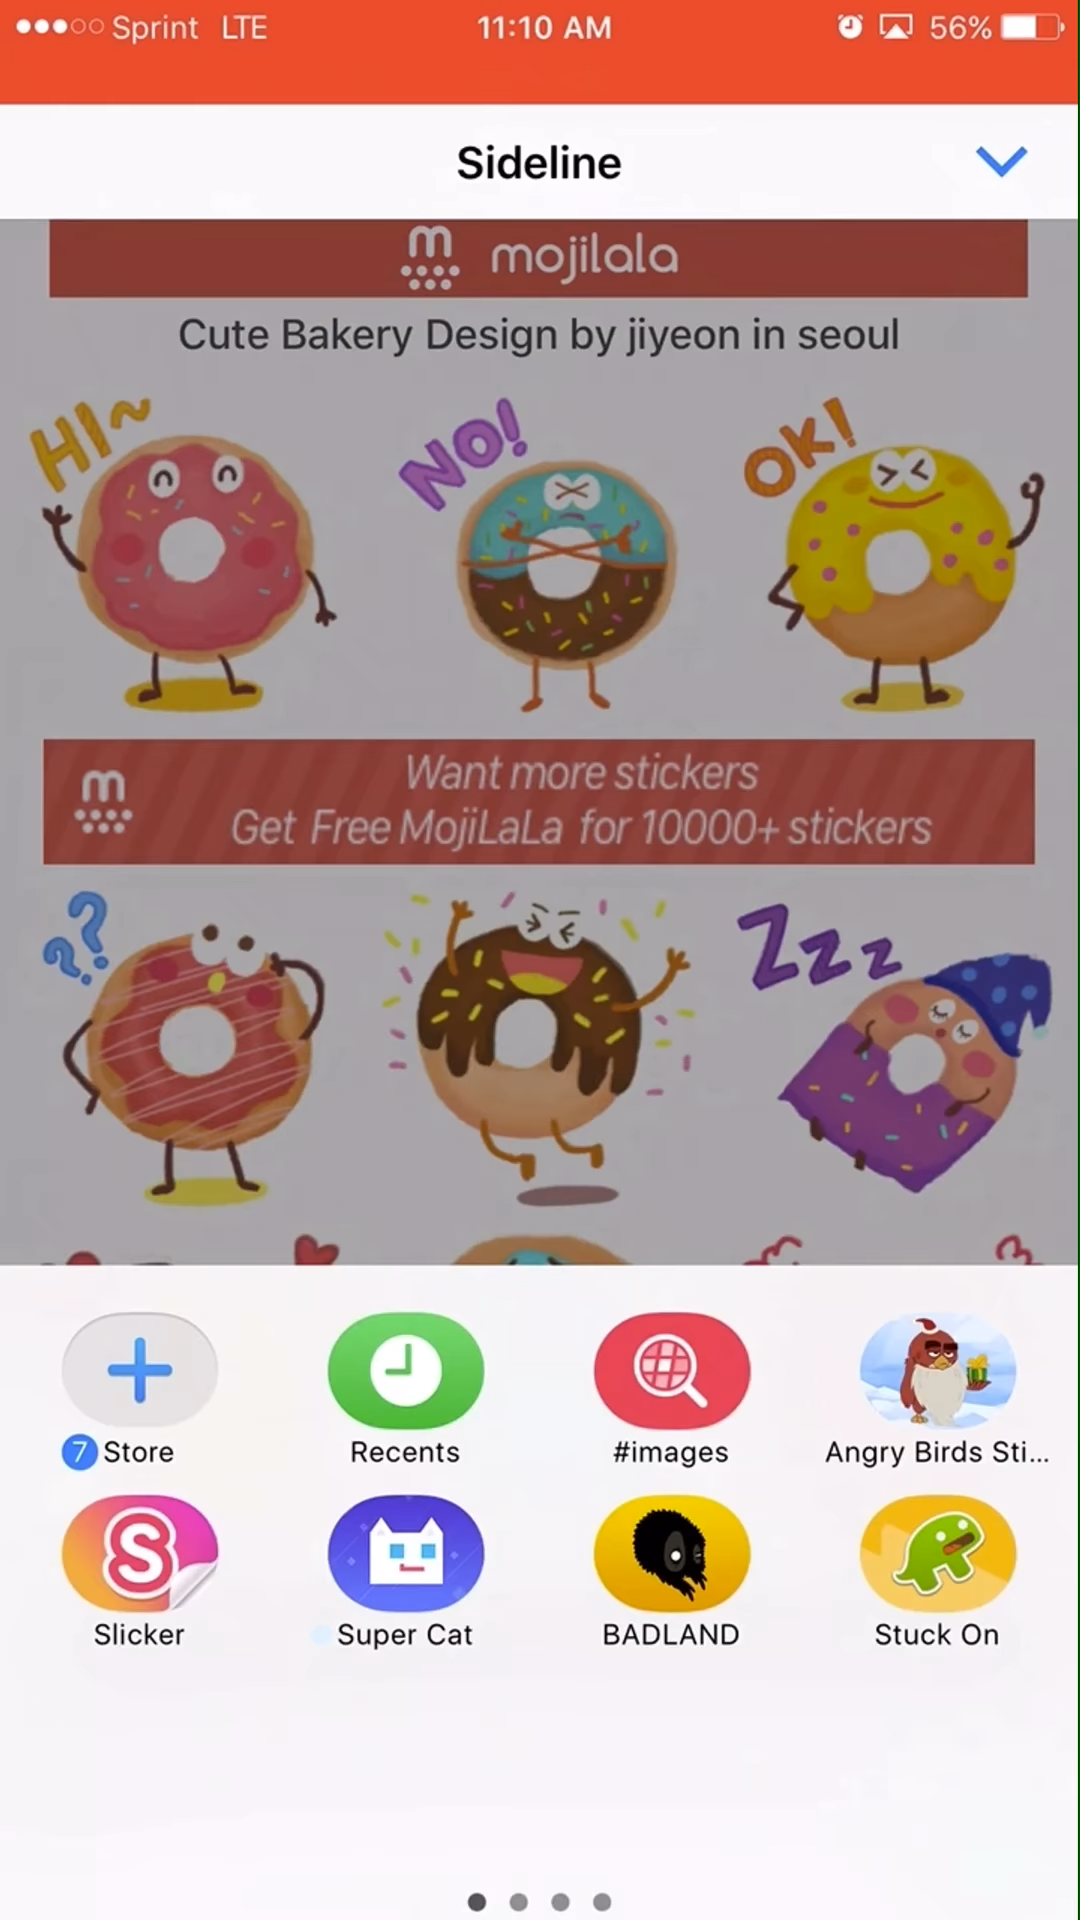 Sprint LTE 11:10 AM 56%
Sideline
m mojilala
Cute Bakery Design by jiyeon in seoul
HI~ NO! OK!
Want more stickers
m Get Free MojiLaLa for 10000+ stickers
?? Zzz
7 Store Recents #images Angry Birds Sti...
S
Slicker Super Cat BADLAND Stuck On